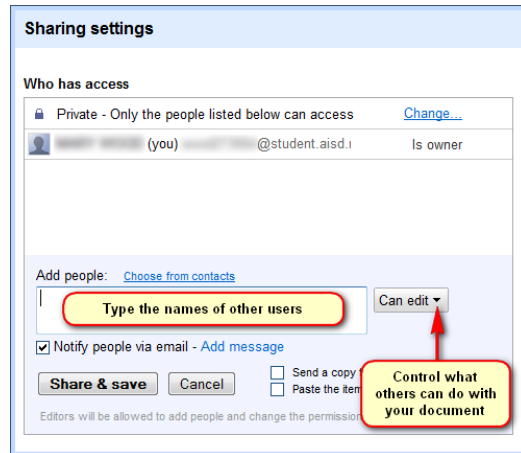 Sharing settings
Who has access
Private - Only the people listed below can access Change...
(you) @student.aisd. Is owner
Add people: Choose from contacts
Type the names of other users
Can edit
Notify people via email - Add message
Send a copy
Share & save Cancel
Paste the item
Control what
others can do with
your document
Editors will be allowed to add people and change the permission